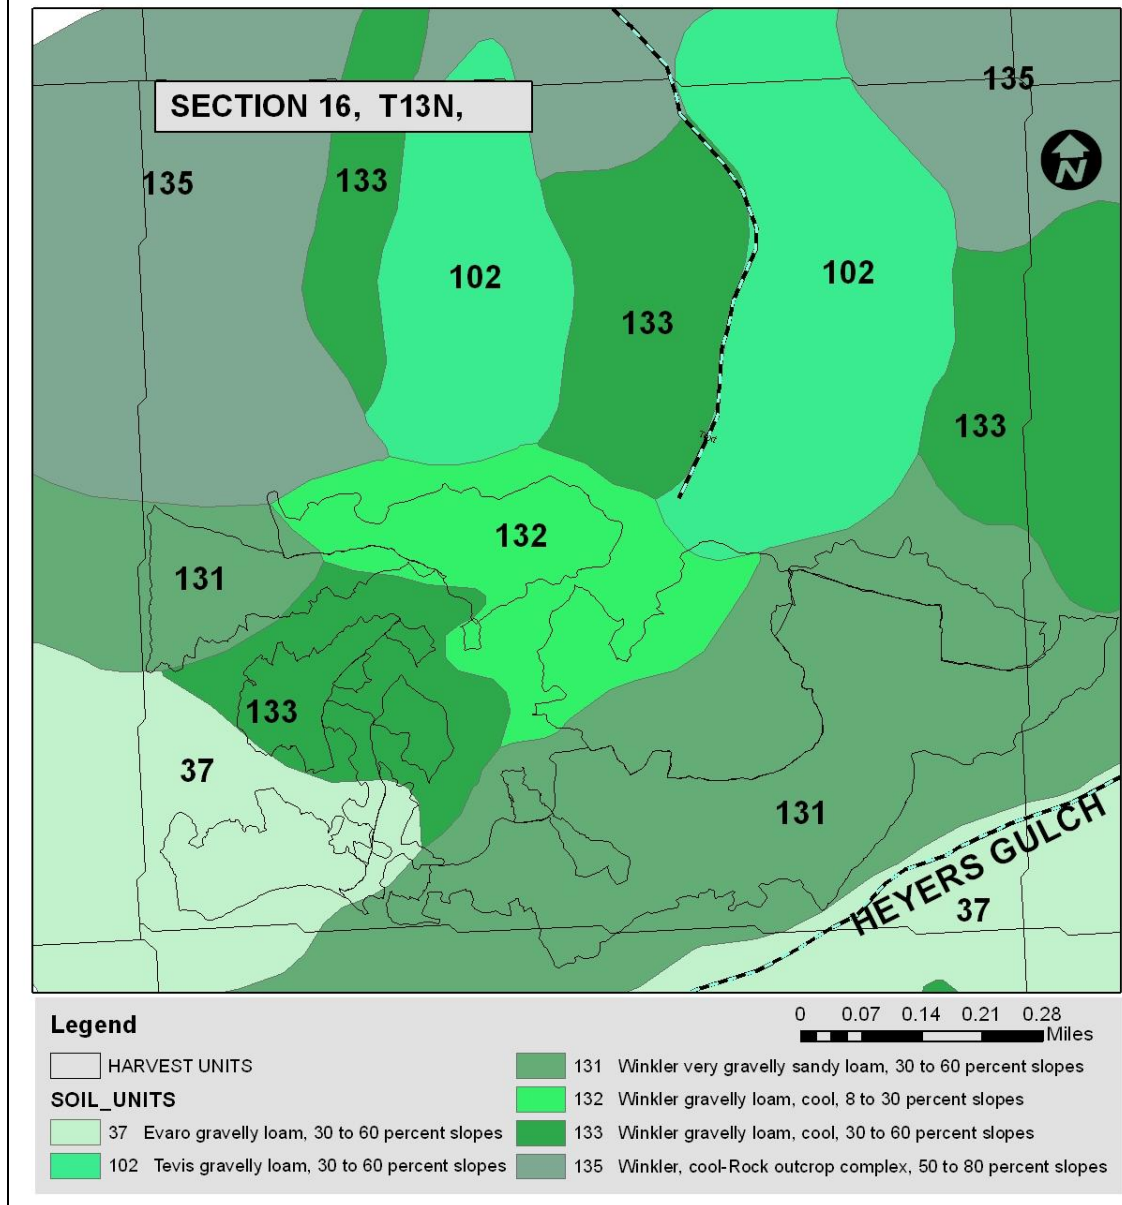 135
SECTION 16, T13N,
N
135
133
102
102
133
133
132
131
133
37
131
HEYERS GULCH
37
Legend
HARVEST UNITS
SOIL_UNITS
37 Evaro gravelly loam, 30 to 60 percent slopes
102 Tevis gravelly loam, 30 to 60 percent slopes
0 0.07 0.14 0.21 0.28
Miles
131 Winkler very gravelly sandy loam, 30 to 60 percent slopes
132 Winkler gravelly loam, cool, 8 to 30 percent slopes
133 Winkler gravelly loam, cool, 30 to 60 percent slopes
135 Winkler, cool-Rock outcrop complex, 50 to 80 percent slopes